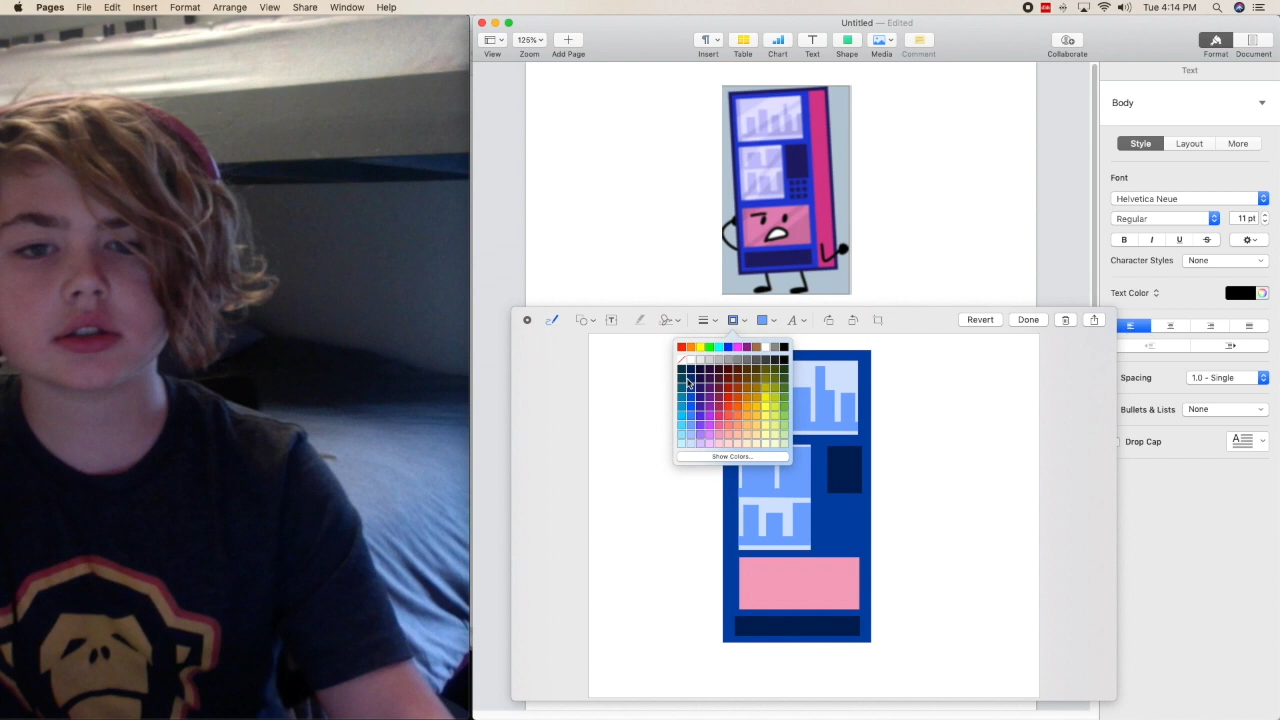 Pages File Edit Insert Format Arrange View Share Window Help
Tue 4:14 PM
Untitled — Edited
125%
View Zoom Add Page Insert Table Chart Text Shape Media Comment Collaborate Format Document
Text
Body
Style Layout More
Font
Helvetica Neue
Regular 11 pt
B I U S
Character Styles None
Text Color
Revert Done
Spacing 1.0 - Single
Bullets & Lists None
Drop Cap
Show Colors...